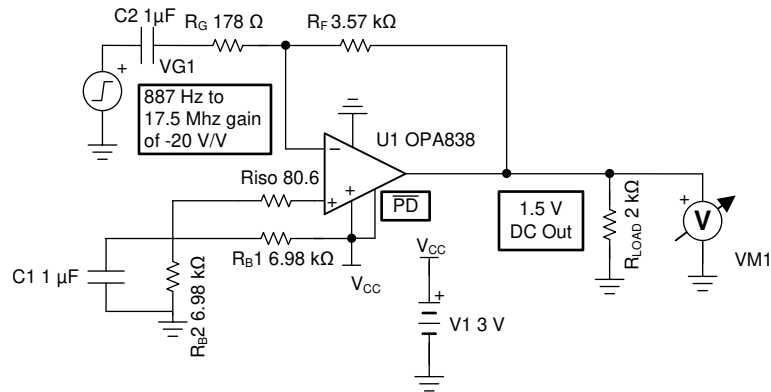 C2 1µF
R_G 178 Ω
R_F 3.57 kΩ
+
VG1
887 Hz to
17.5 Mhz gain
of -20 V/V
U1 OPA838
−
+
+
Riso 80.6
PD
1.5 V
DC Out
R_LOAD 2 kΩ
+
V
VM1
R_B1 6.98 kΩ
V_CC
C1 1 µF
R_B2 6.98 kΩ
V_CC
+
V1 3 V